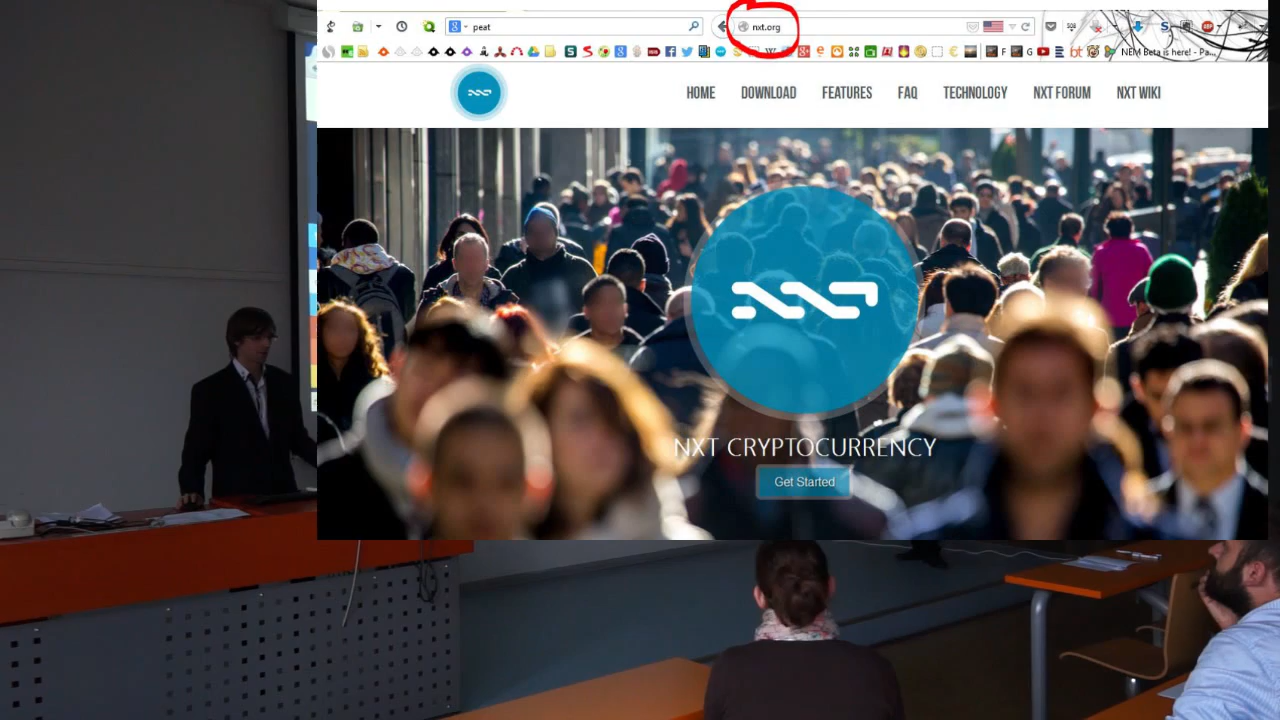 peat
nxt.org
NEM Beta is here! - Pa...
HOME DOWNLOAD FEATURES FAQ TECHNOLOGY NXT FORUM NXT WIKI
NXT CRYPTOCURRENCY
Get Started